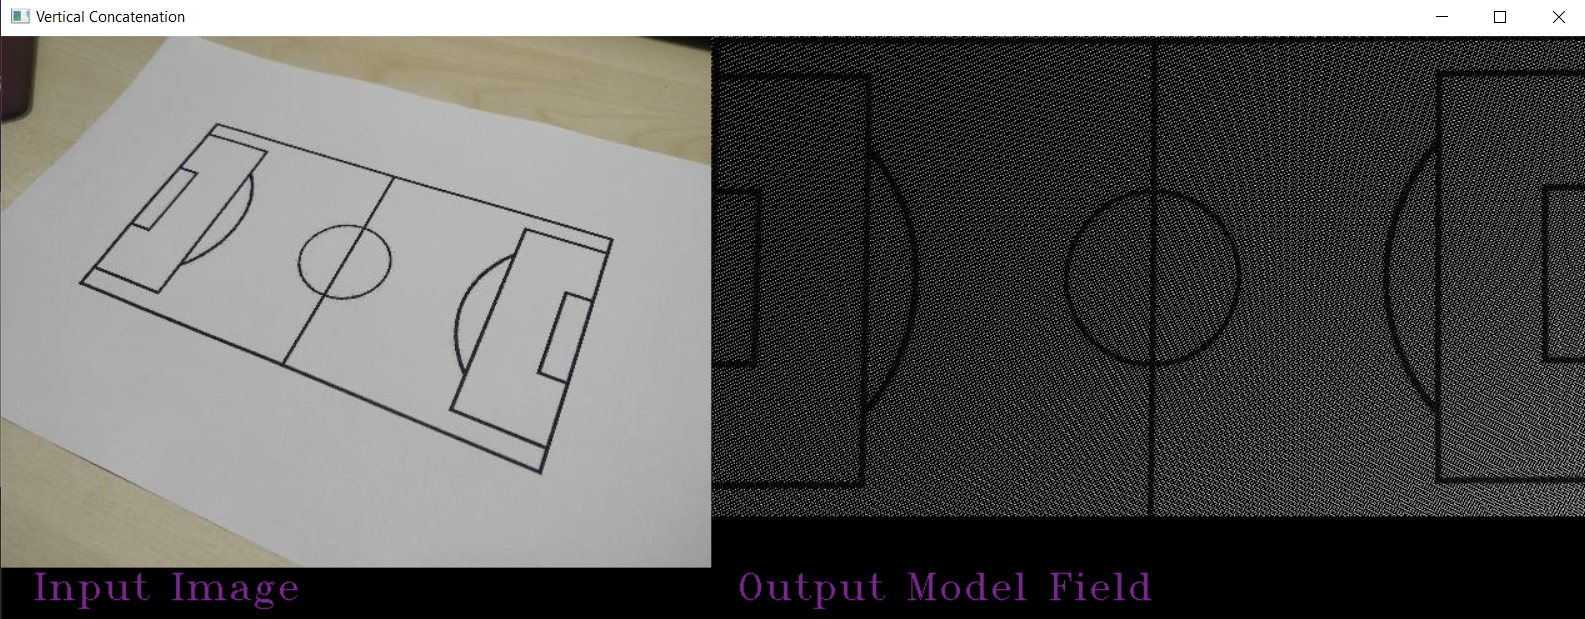 Vertical Concatenation
Input Image
Output Model Field